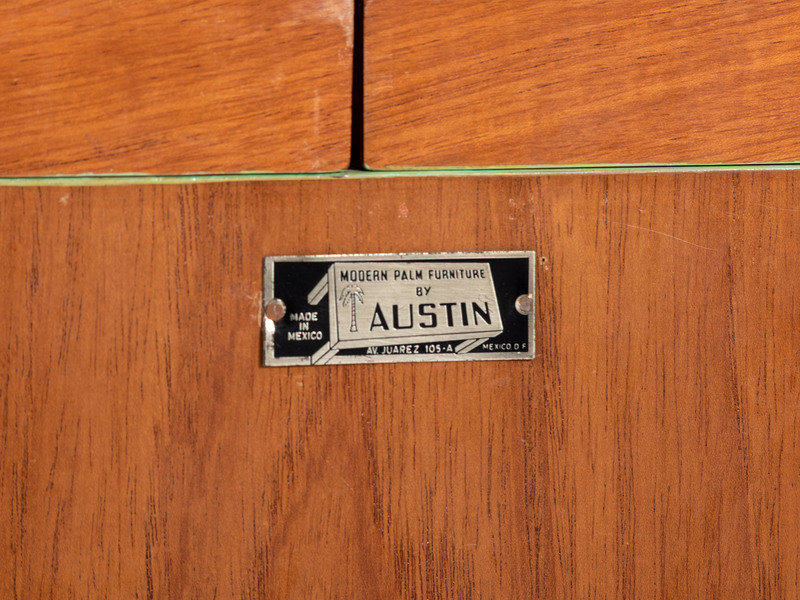 MODERN PALM FURNITURE
BY
AUSTIN
MADE
IN
MEXICO
AV. JUAREZ 105-A
MEXICO D F